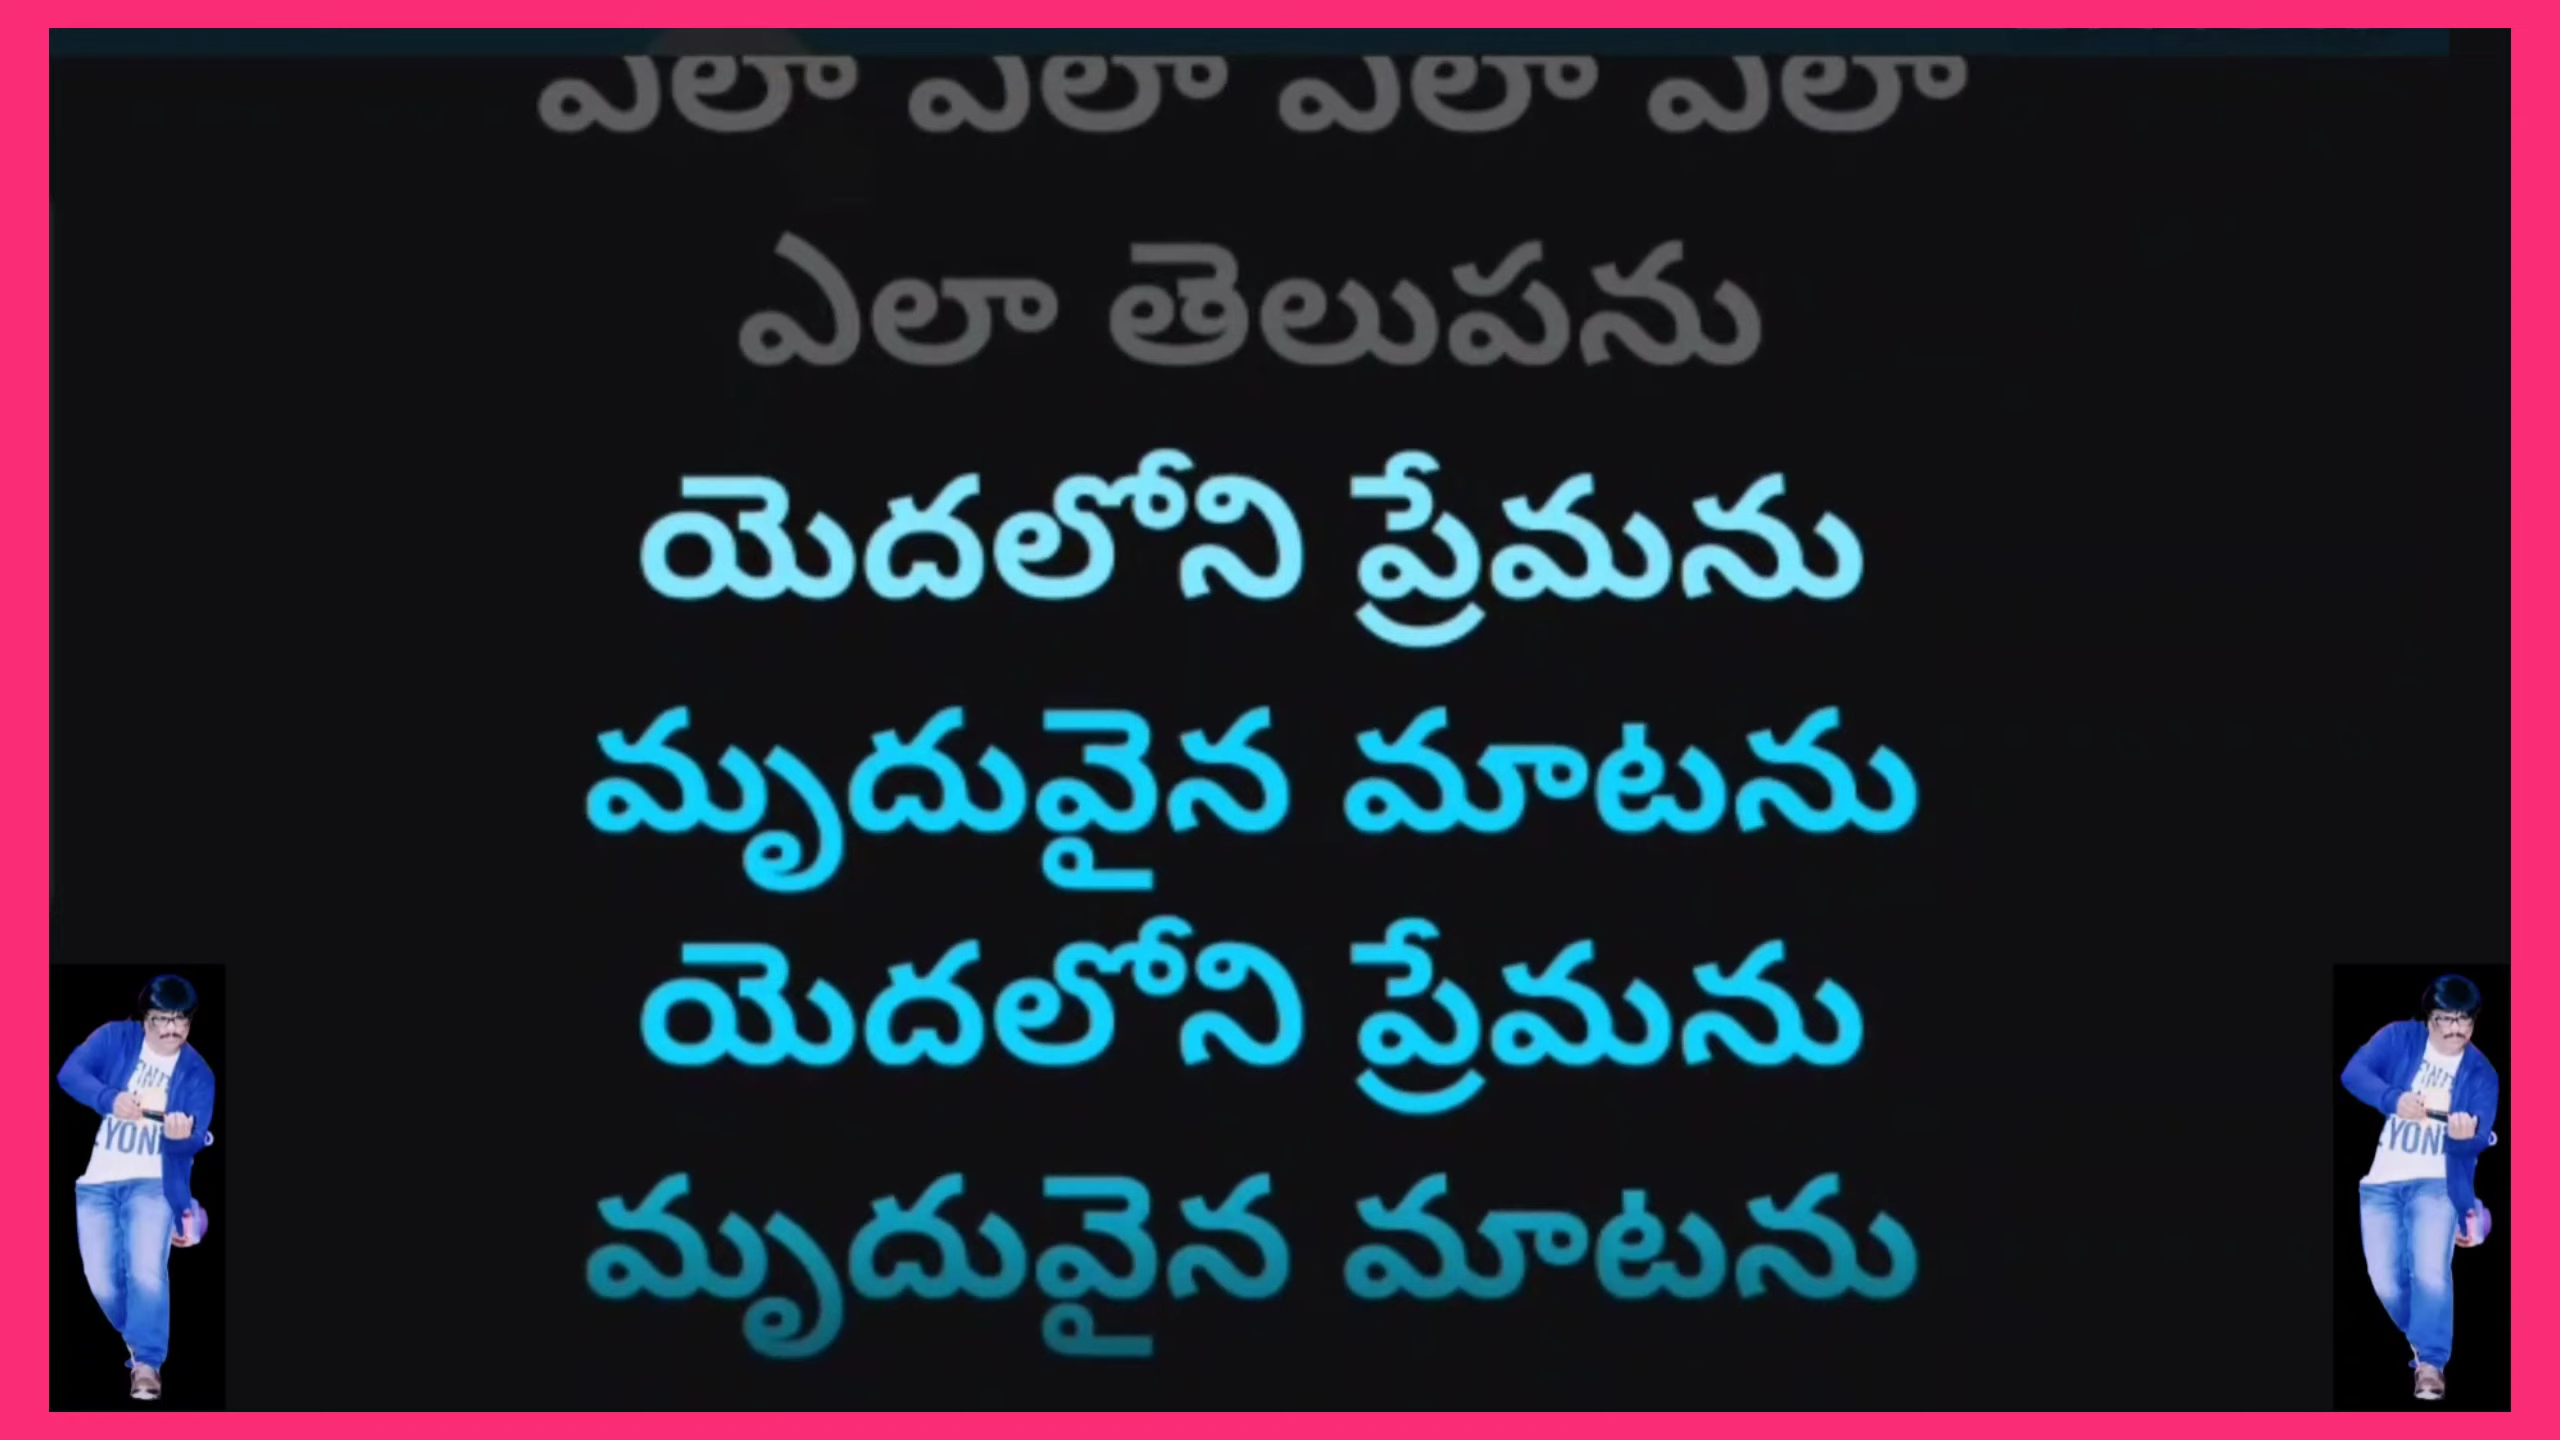 ఎలా ఎలా ఎలా ఎలా
ఎలా తెలుపను
యెదలోని ప్రేమను
మృదువైన మాటను
యెదలోని ప్రేమను
మృదువైన మాటను